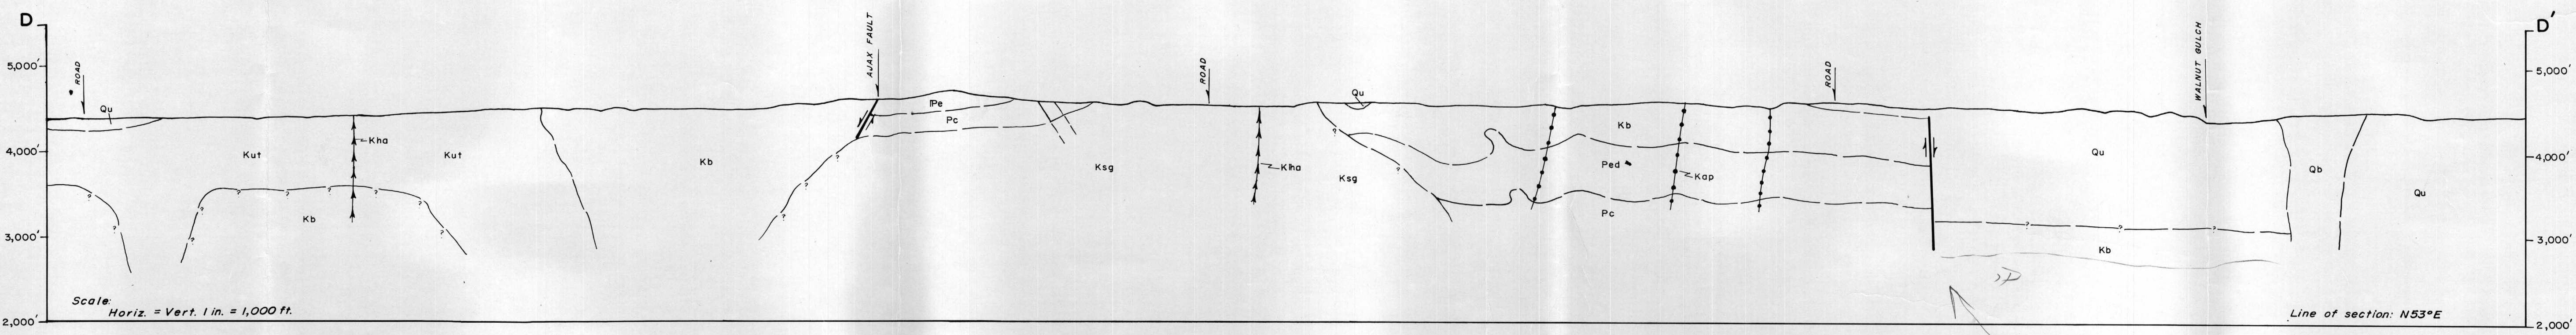 D
D'
5,000'
4,000'
3,000'
2,000'
ROAD
Qu
Kut
Kha
Kut
Kb
Kb
AJAX FAULT
Pe
Pc
Ksg
ROAD
Klha
Ksg
Qu
?
Kb
Ped
Kap
Pc
ROAD
WALNUT GULCH
Qu
Kb
Qb
Qu
5,000'
4,000'
3,000'
2,000'
Scale:
Horiz. = Vert. 1 in. = 1,000 ft.
Line of section: N53°E